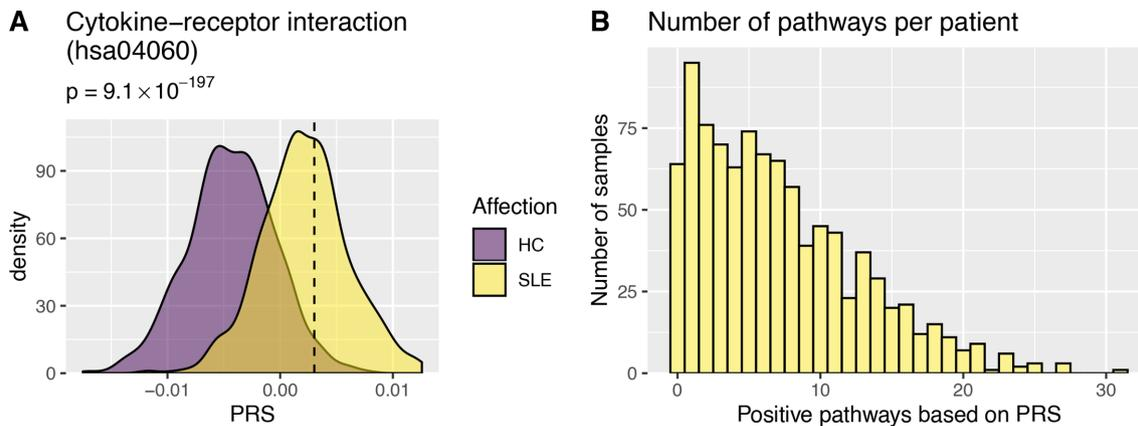 A
Cytokine−receptor interaction
(hsa04060)
p = 9.1×10−197
density
90
60
30
0
−0.01
0.00
0.01
PRS
Affection
HC
SLE
B
Number of pathways per patient
Number of samples
75
50
25
0
0
10
20
30
Positive pathways based on PRS